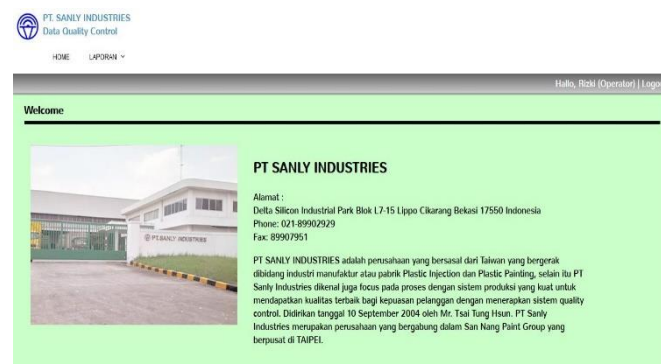 PT. SANLY INDUSTRIES
Data Quality Control
HOME LAPORAN
Hallo, Rizki (Operator) | Logo
Welcome
PT.SANLY INDUSTRIES
PT SANLY INDUSTRIES
Alamat :
Delta Silicon Industrial Park Blok L7-15 Lippo Cikarang Bekasi 17550 Indonesia
Phone: 021-89902929
Fax: 89907951
PT SANLY INDUSTRIES adalah perusahaan yang bersasal dari Taiwan yang bergerak
dibidang industri manufaktur atau pabrik Plastic Injection dan Plastic Painting, selain itu PT
Sanly Industries dikenal juga focus pada proses dengan sistem produksi yang kuat untuk
mendapatkan kualitas terbaik bagi kepuasan pelanggan dengan menerapkan sistem quality
control. Didirikan tanggal 10 September 2004 oleh Mr. Tsai Tung Hsun. PT Sanly
Industries merupakan perusahaan yang bergabung dalam San Nang Paint Group yang
berpusat di TAIPEI.